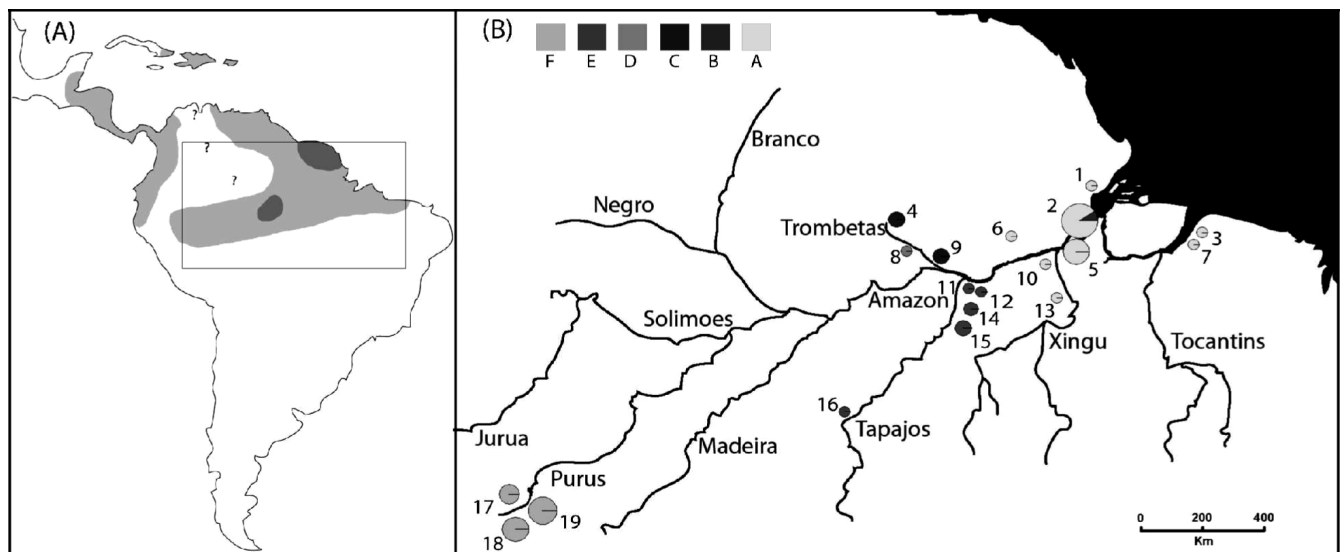 (A)
?
?
?
(B)
F E D C B A
Branco
Negro
Trombetas
4
8
9
6
1
2
5
3
7
10
13
11
12
14
15
Amazon
Solimoes
Xingu
Tocantins
16
Tapajos
Madeira
Jurua
Purus
17
18
19
0 200 400
Km